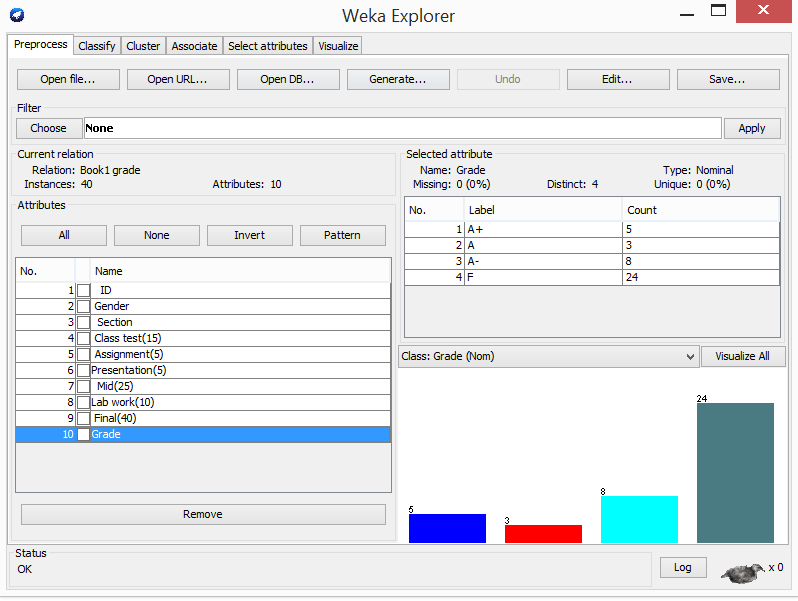 Weka Explorer
Preprocess Classify Cluster Associate Select attributes Visualize
Open file... Open URL... Open DB... Generate... Undo Edit... Save...
Filter
Choose None Apply
Current relation
Relation: Book1 grade
Instances: 40 Attributes: 10
Attributes
All None Invert Pattern
No. Name
1 ID
2 Gender
3 Section
4 Class test(15)
5 Assignment(5)
6 Presentation(5)
7 Mid(25)
8 Lab work(10)
9 Final(40)
10 Grade
Remove
Selected attribute
Name: Grade Type: Nominal
Missing: 0 (0%) Distinct: 4 Unique: 0 (0%)
No. Label Count
1 A+ 5
2 A 3
3 A- 8
4 F 24
Class: Grade (Nom) Visualize All
5
3
8
24
Status
OK
Log x 0